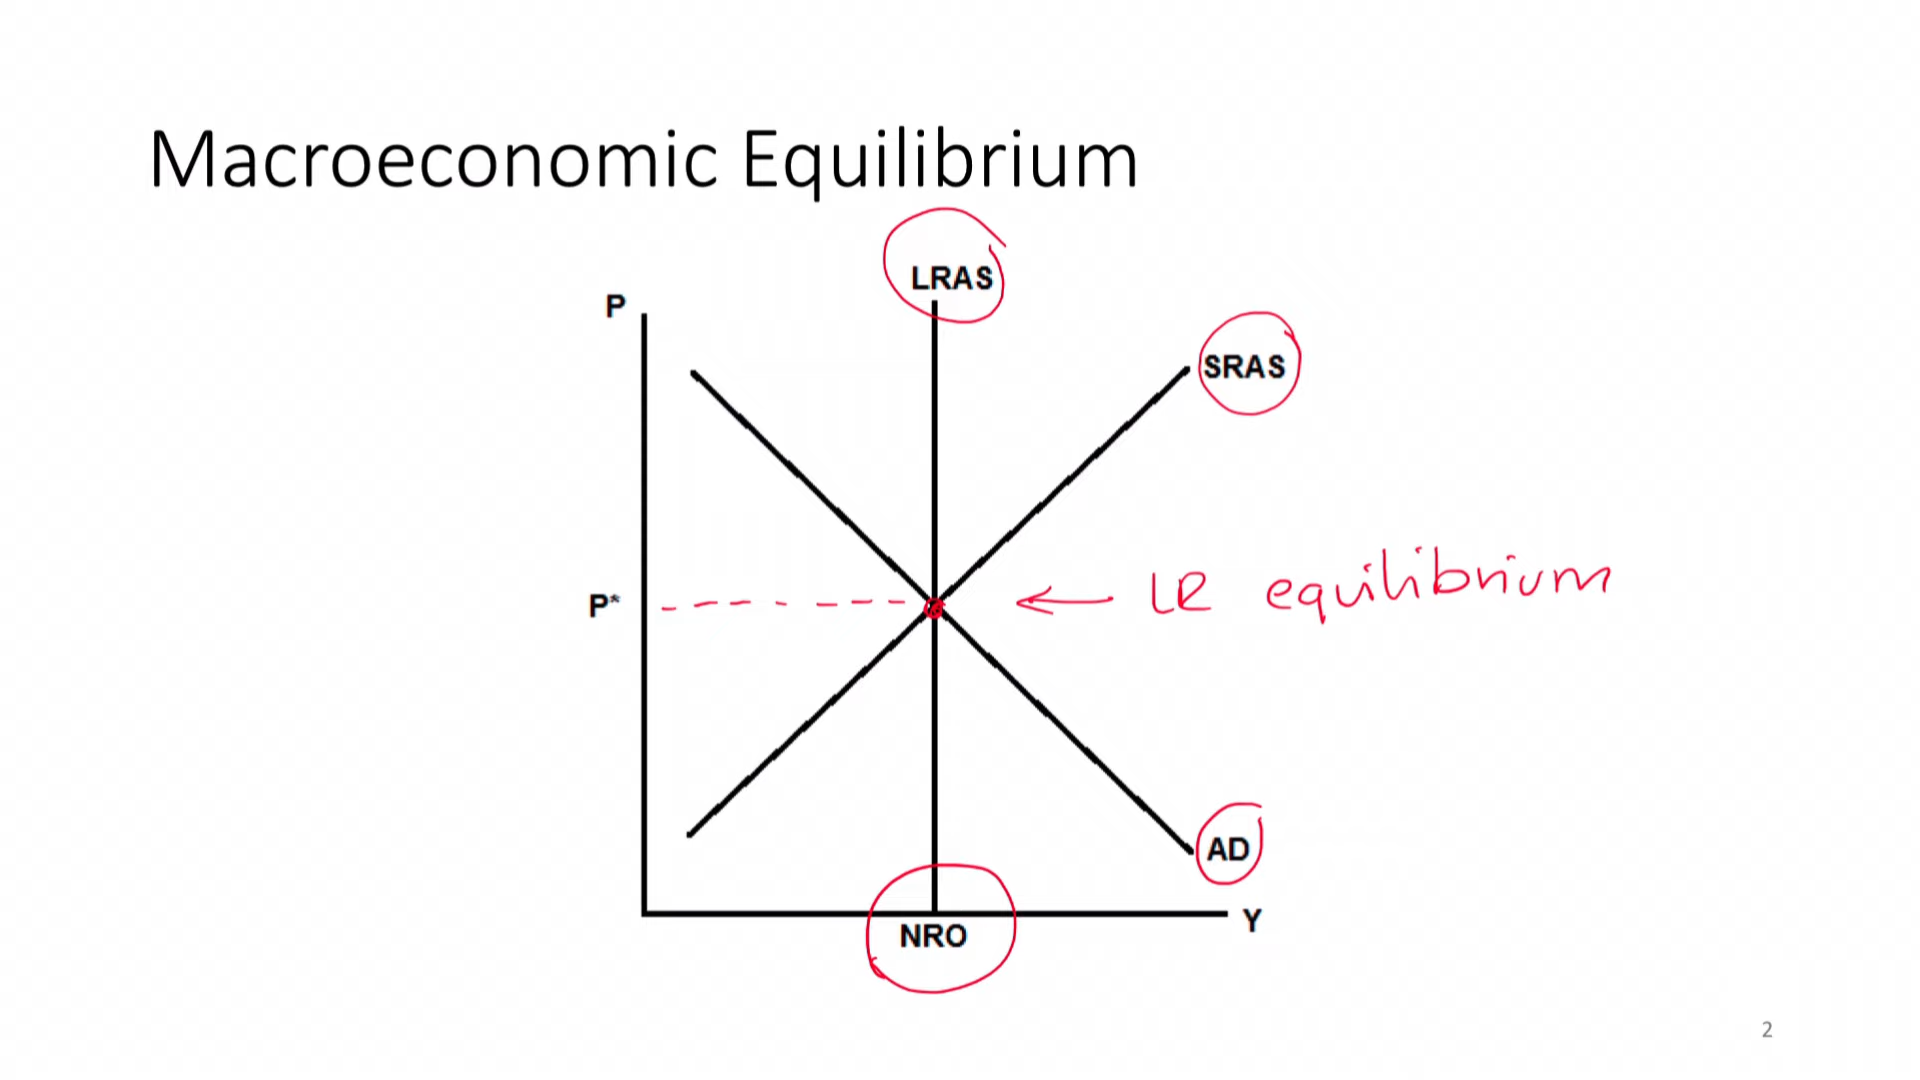 Macroeconomic Equilibrium
LRAS
P
SRAS
P*
LR equilibrium
AD
NRO
Y
2